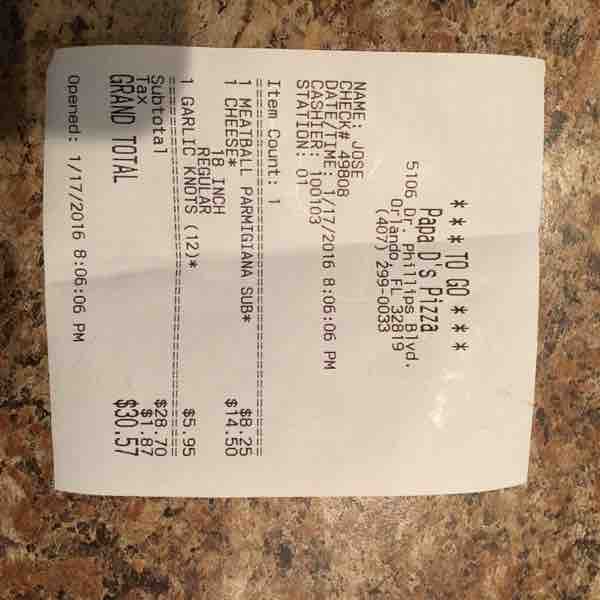 *** TO GO ***
Papa D's Pizza
5106 Dr. Phillips Blvd.
Orlando, FL 32819
(407) 299-0033
NAME: JOSE
CHECK# 49808
DATE/TIME: 1/17/2016 8:06:06 PM
CASHIER: 100103
STATION: 01
Item Count: 1
===================================
1 MEATBALL PARMIGIANA SUB* $8.25
1 CHEESE* $14.50
18 INCH
REGULAR
1 GARLIC KNOTS (12)* $5.95
===================================
Subtotal $28.70
Tax $1.87
GRAND TOTAL $30.57
Opened: 1/17/2016 8:06:06 PM